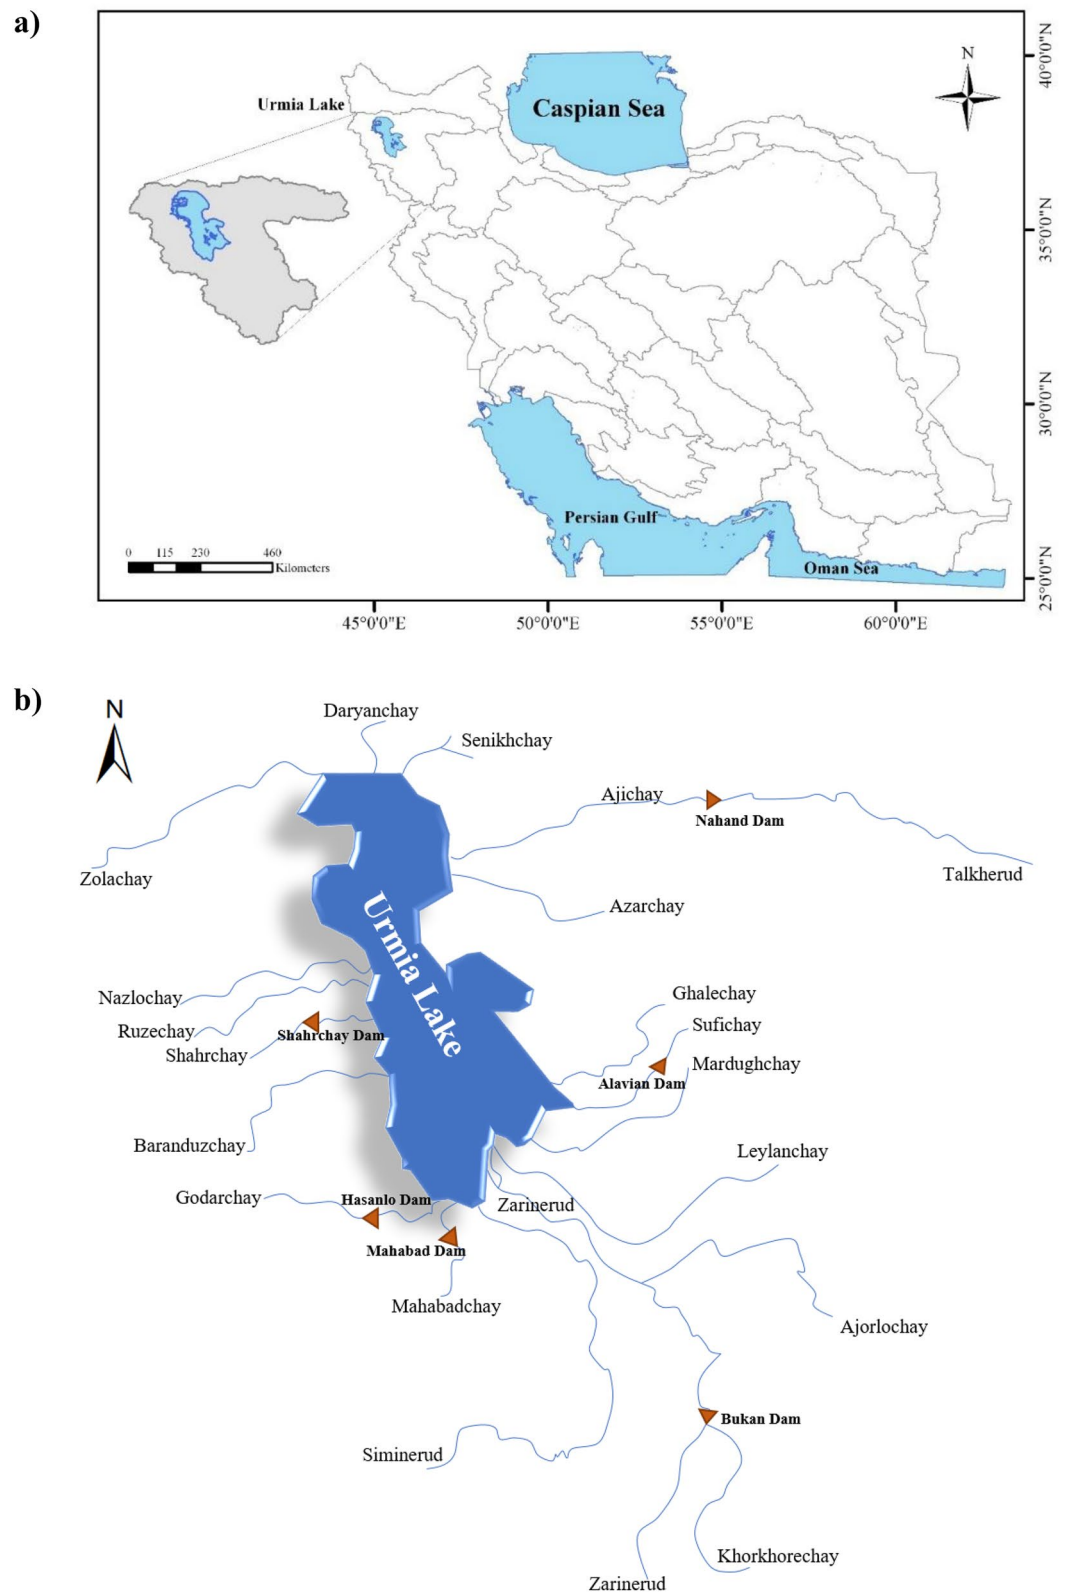 a)
N
40°0'0"N
Caspian Sea
Urmia Lake
35°0'0"N
30°0'0"N
Persian Gulf
Oman Sea
0 115 230 460
Kilometers
25°0'0"N
45°0'0"E 50°0'0"E 55°0'0"E 60°0'0"E
b)
N
Daryanchay
Senikhchay
Ajichay
Nahand Dam
Zolachay
Talkherud
Azarchay
Urmia Lake
Nazlochay
Ghalechay
Ruzechay
Shahrchay Dam
Sufichay
Shahrchay
Mardughchay
Alavian Dam
Baranduzchay
Leylanchay
Godarchay
Hasanlo Dam
Zarinerud
Mahabad Dam
Mahabadchay
Ajorlochay
Bukan Dam
Siminerud
Khorkhorechay
Zarinerud